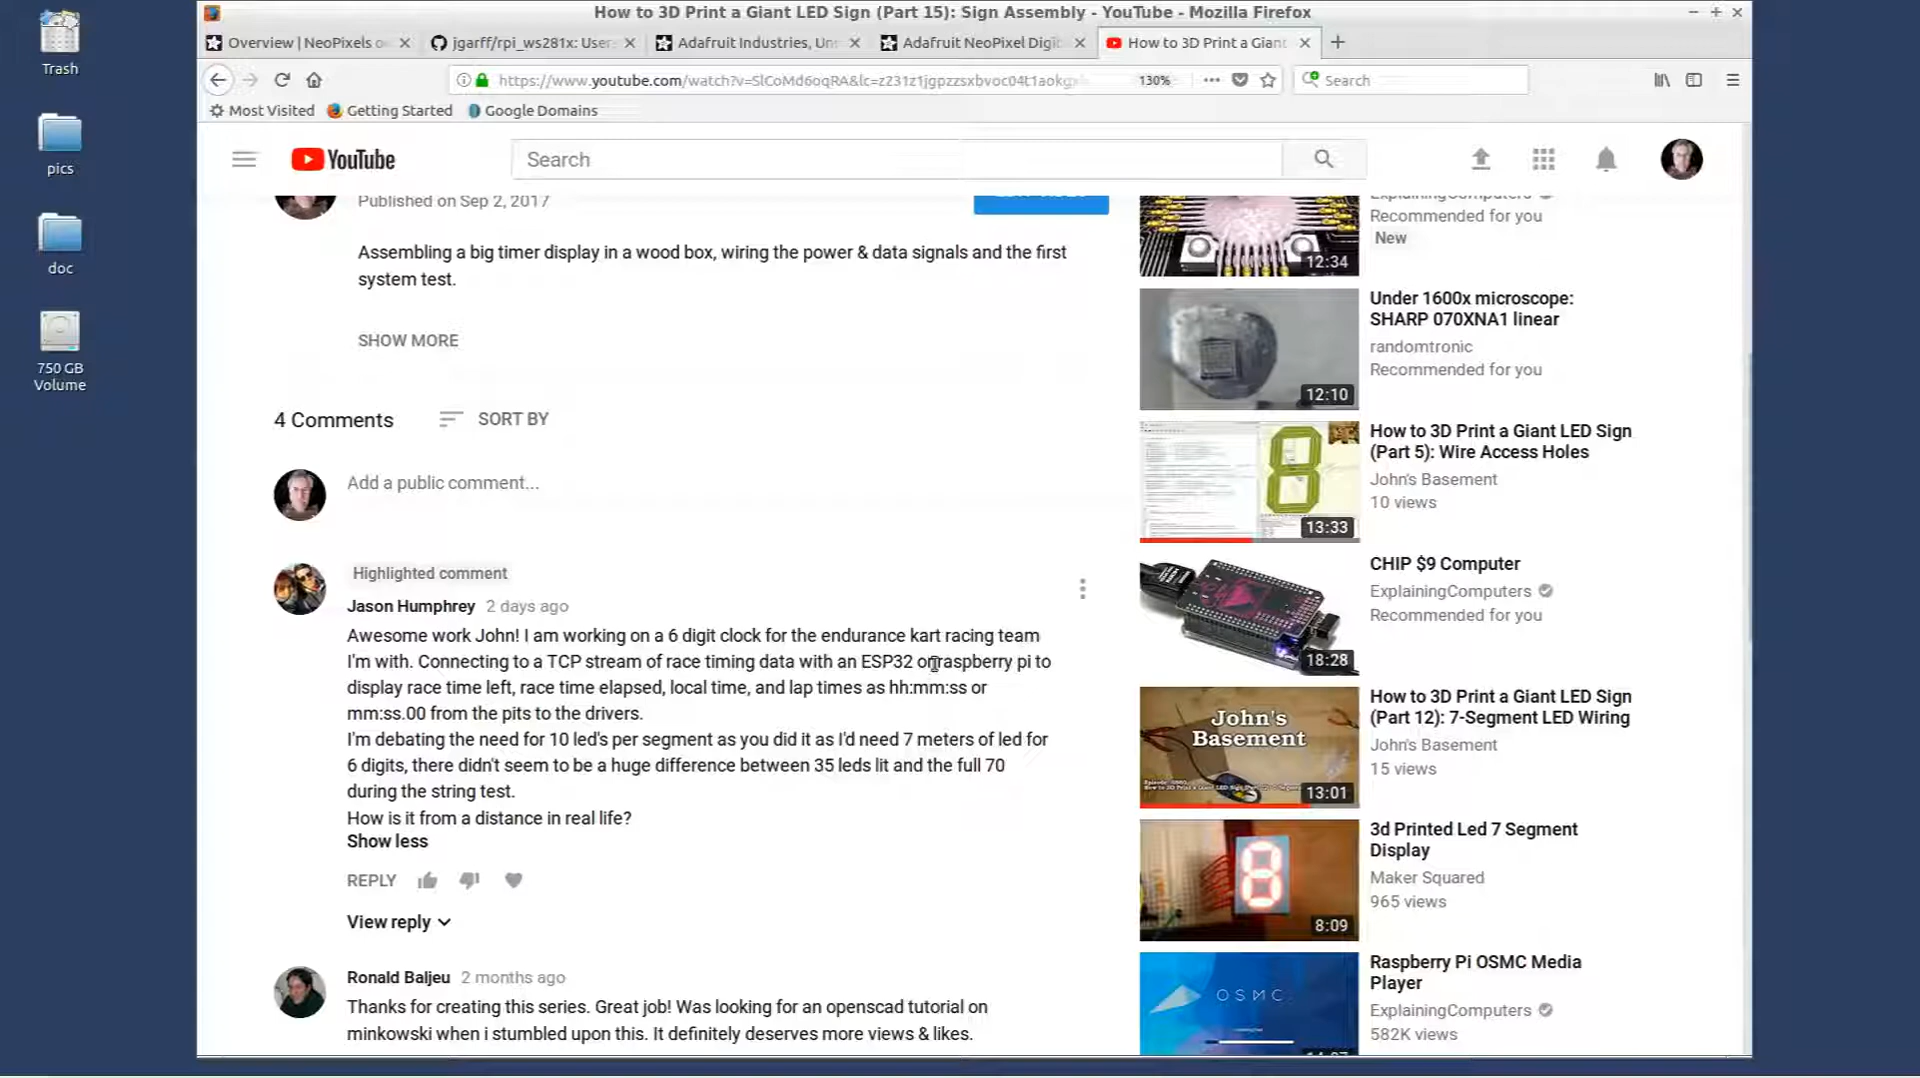 How to 3D Print a Giant LED Sign (Part 15): Sign Assembly - YouTube - Mozilla Firefox
Trash
pics
doc
750 GB
Volume
Overview | NeoPixels o
jgarff/rpi_ws281x: User
Adafruit Industries, Un
Adafruit NeoPixel Digi
How to 3D Print a Giant
https://www.youtube.com/watch?v=SlCoMd6oqRA&lc=z231z1jgpzzsxbvoc04t1aokg
130%
Search
Most Visited
Getting Started
Google Domains
YouTube
Search
Published on Sep 2, 2017
Assembling a big timer display in a wood box, wiring the power & data signals and the first
system test.
SHOW MORE
4 Comments
SORT BY
Add a public comment...
Highlighted comment
Jason Humphrey 2 days ago
Awesome work John! I am working on a 6 digit clock for the endurance kart racing team
I'm with. Connecting to a TCP stream of race timing data with an ESP32 or raspberry pi to
display race time left, race time elapsed, local time, and lap times as hh:mm:ss or
mm:ss.00 from the pits to the drivers.
I'm debating the need for 10 led's per segment as you did it as I'd need 7 meters of led for
6 digits, there didn't seem to be a huge difference between 35 leds lit and the full 70
during the string test.
How is it from a distance in real life?
Show less
REPLY
View reply
Ronald Baljeu 2 months ago
Thanks for creating this series. Great job! Was looking for an openscad tutorial on
minkowski when i stumbled upon this. It definitely deserves more views & likes.
ExplainingComputers
Recommended for you
New
12:34
Under 1600x microscope:
SHARP 070XNA1 linear
randomtronic
Recommended for you
12:10
How to 3D Print a Giant LED Sign
(Part 5): Wire Access Holes
John's Basement
10 views
13:33
CHIP $9 Computer
ExplainingComputers
Recommended for you
18:28
How to 3D Print a Giant LED Sign
(Part 12): 7-Segment LED Wiring
John's Basement
15 views
John's
Basement
13:01
3d Printed Led 7 Segment
Display
Maker Squared
965 views
8:09
Raspberry Pi OSMC Media
Player
ExplainingComputers
582K views
OSMC